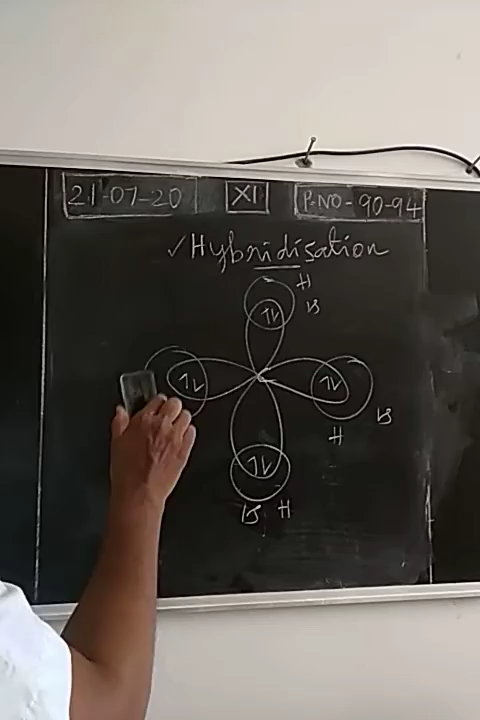 21-07-20 XI P.NO-90-94
✓Hybridisation
H
1s
↑↓
↑↓ ↑↓
1s
H
↑↓
1s H